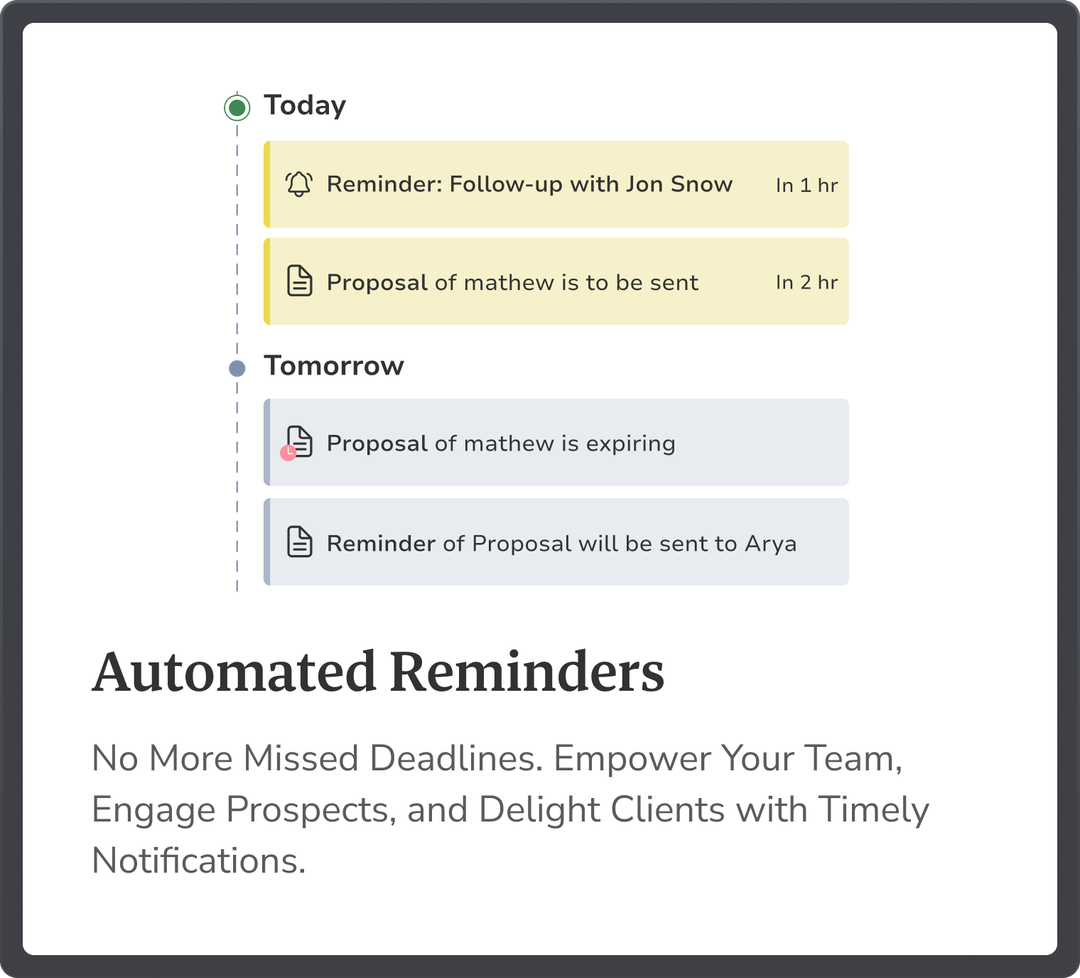 Today
Reminder: Follow-up with Jon Snow In 1 hr
Proposal of mathew is to be sent In 2 hr
Tomorrow
Proposal of mathew is expiring
Reminder of Proposal will be sent to Arya
Automated Reminders
No More Missed Deadlines. Empower Your Team,
Engage Prospects, and Delight Clients with Timely
Notifications.